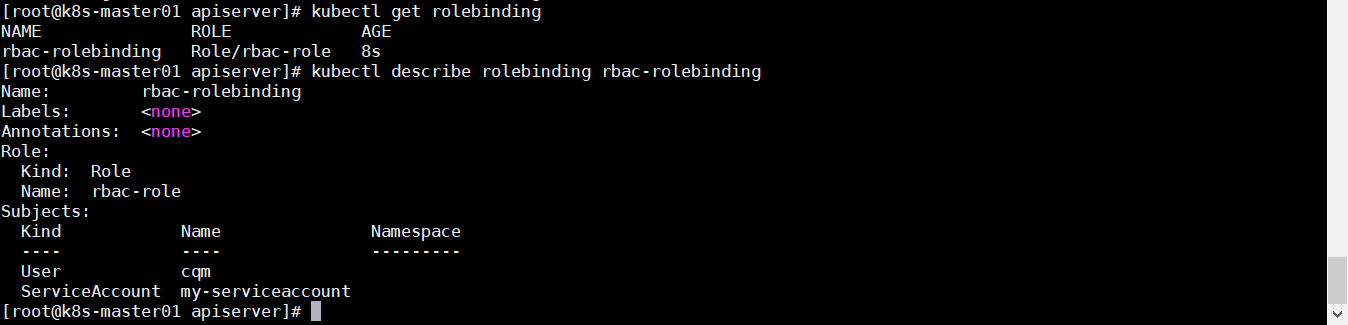 [root@k8s-master01 apiserver]# kubectl get rolebinding
NAME               ROLE             AGE
rbac-rolebinding   Role/rbac-role   8s
[root@k8s-master01 apiserver]# kubectl describe rolebinding rbac-rolebinding
Name:         rbac-rolebinding
Labels:       <none>
Annotations:  <none>
Role:
  Kind:  Role
  Name:  rbac-role
Subjects:
  Kind            Name               Namespace
  ----            ----               ---------
  User            cqm
  ServiceAccount  my-serviceaccount
[root@k8s-master01 apiserver]#